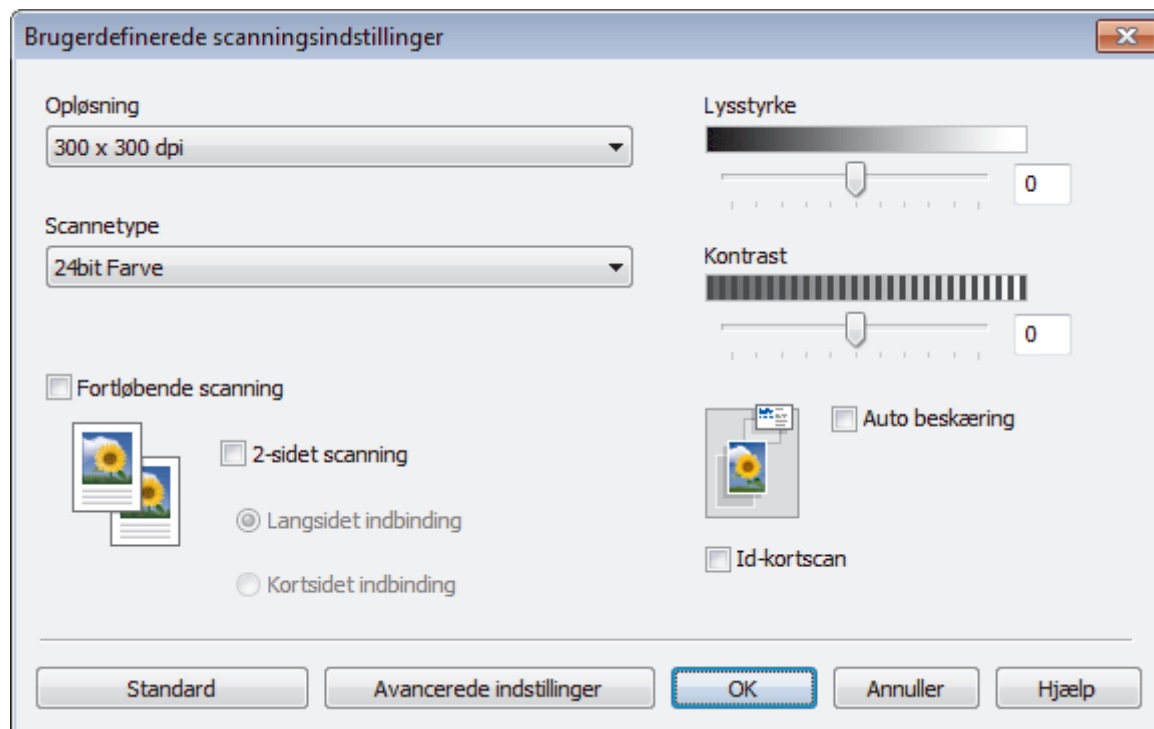 Brugerdefinerede scanningsindstillinger
Opløsning
300 x 300 dpi
Scannetype
24bit Farve
Lysstyrke
0
Kontrast
0
Fortløbende scanning
2-sidet scanning
Langsidet indbinding
Kortsidet indbinding
Auto beskæring
Id-kortscan
Standard Avancerede indstillinger OK Annuller Hjælp